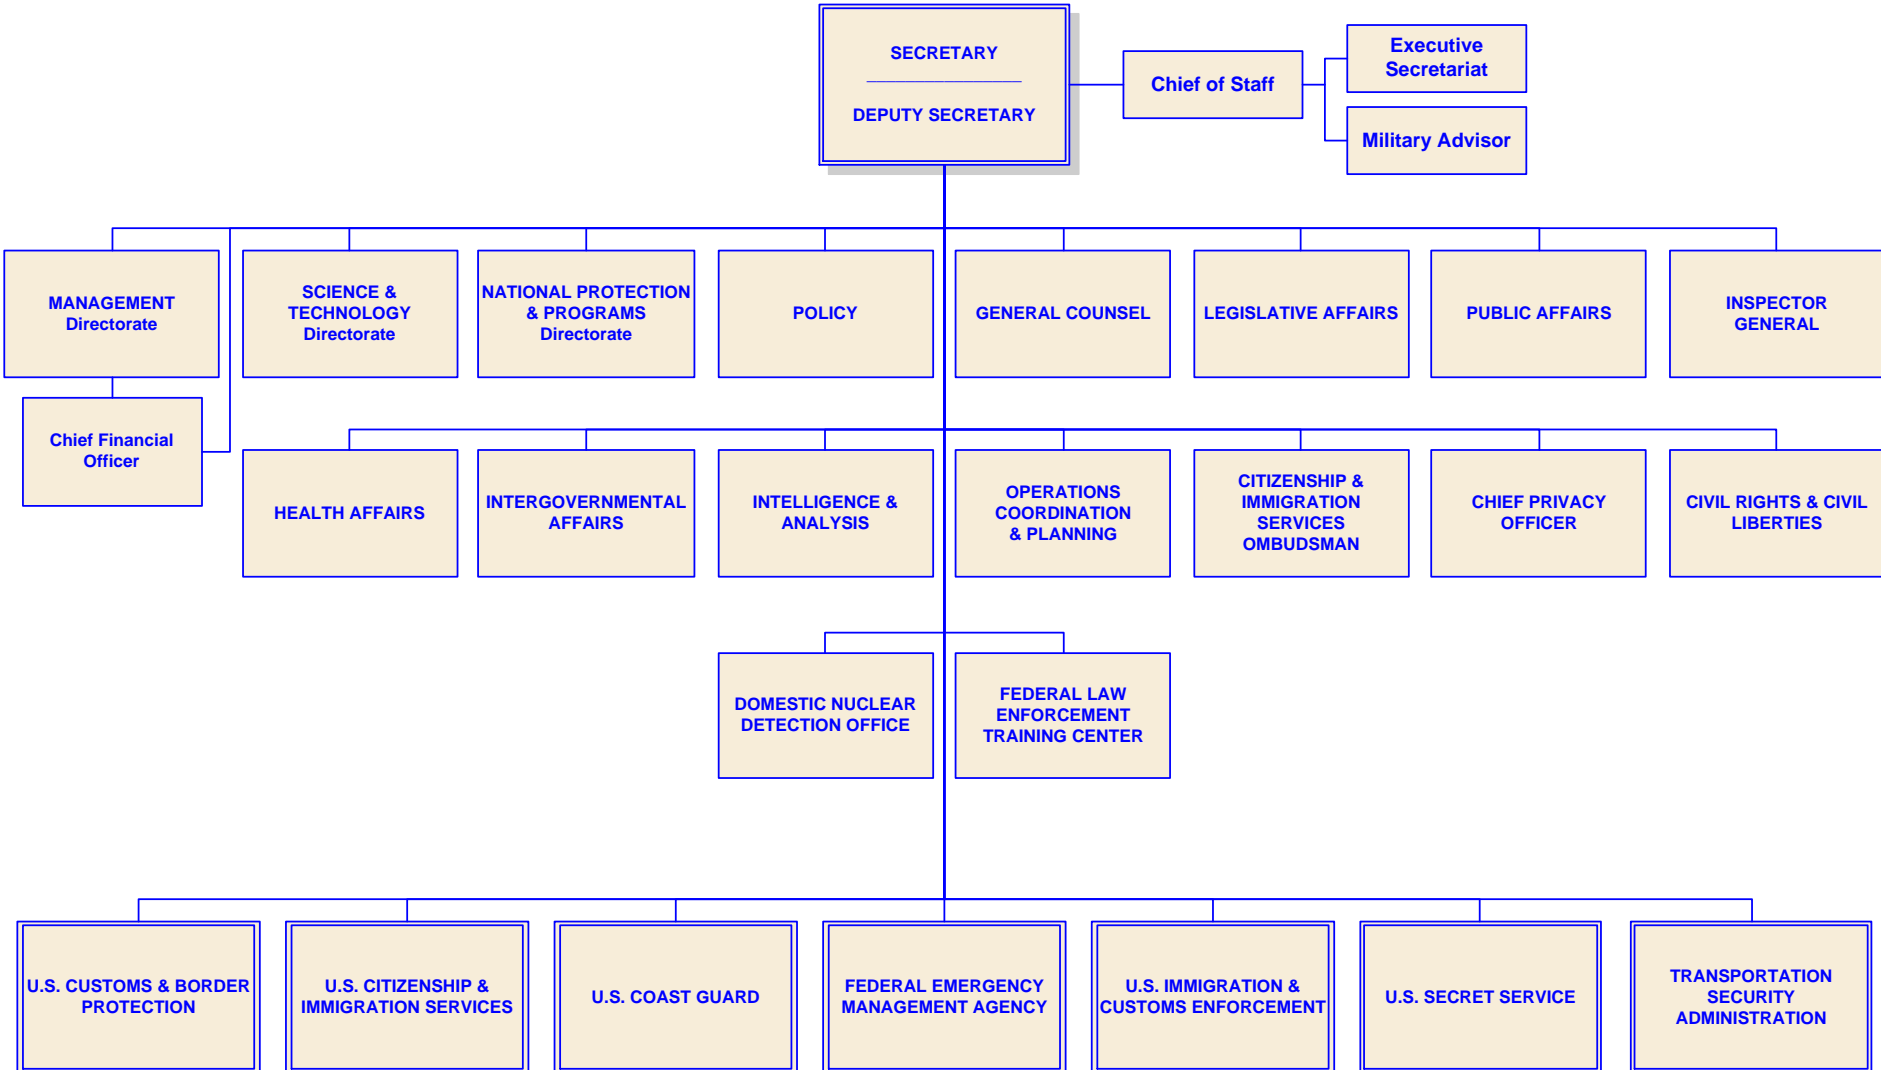 SECRETARY
DEPUTY SECRETARY
Chief of Staff
Executive
Secretariat
Military Advisor
MANAGEMENT
Directorate
SCIENCE &
TECHNOLOGY
Directorate
NATIONAL PROTECTION
& PROGRAMS
Directorate
POLICY
GENERAL COUNSEL
LEGISLATIVE AFFAIRS
PUBLIC AFFAIRS
INSPECTOR
GENERAL
Chief Financial
Officer
HEALTH AFFAIRS
INTERGOVERNMENTAL
AFFAIRS
INTELLIGENCE &
ANALYSIS
OPERATIONS
COORDINATION
& PLANNING
CITIZENSHIP &
IMMIGRATION
SERVICES
OMBUDSMAN
CHIEF PRIVACY
OFFICER
CIVIL RIGHTS & CIVIL
LIBERTIES
DOMESTIC NUCLEAR
DETECTION OFFICE
FEDERAL LAW
ENFORCEMENT
TRAINING CENTER
U.S. CUSTOMS & BORDER
PROTECTION
U.S. CITIZENSHIP &
IMMIGRATION SERVICES
U.S. COAST GUARD
FEDERAL EMERGENCY
MANAGEMENT AGENCY
U.S. IMMIGRATION &
CUSTOMS ENFORCEMENT
U.S. SECRET SERVICE
TRANSPORTATION
SECURITY
ADMINISTRATION